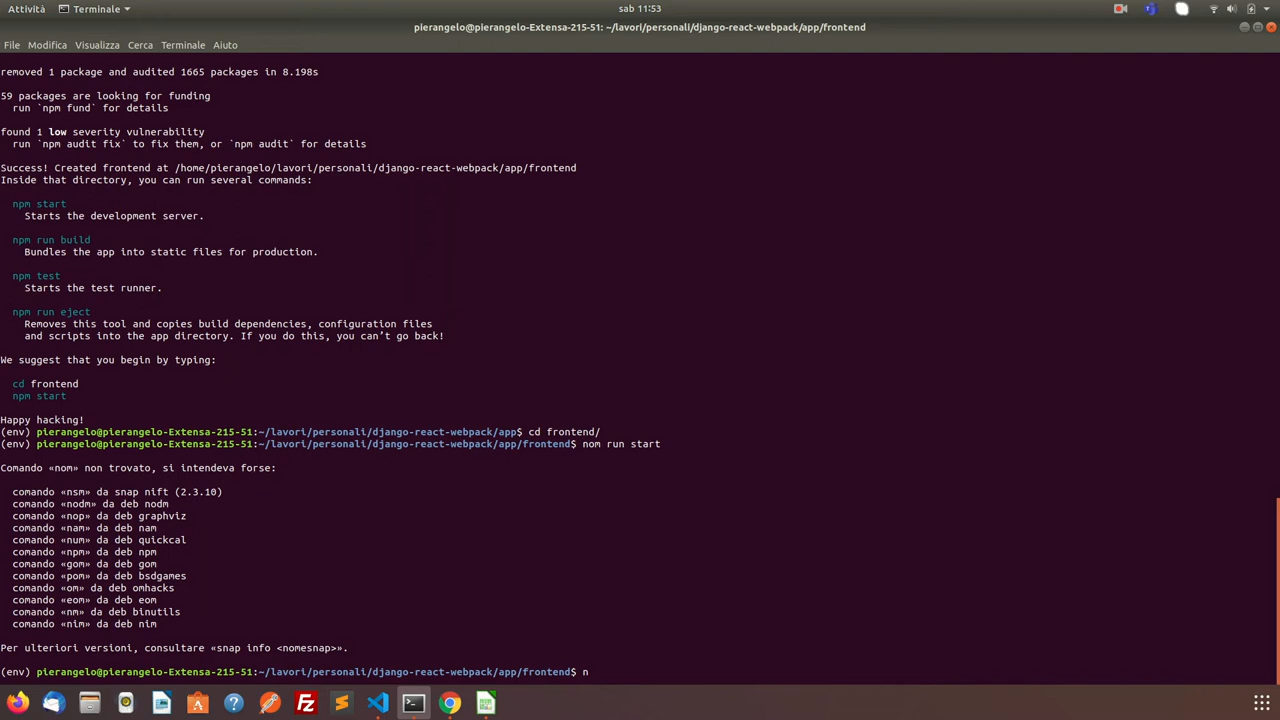 Attività
Terminale
sab 11:53
pierangelo@pierangelo-Extensa-215-51: ~/lavori/personali/django-react-webpack/app/frontend
File Modifica Visualizza Cerca Terminale Aiuto
removed 1 package and audited 1665 packages in 8.198s
59 packages are looking for funding
run `npm fund` for details
found 1 low severity vulnerability
run `npm audit fix` to fix them, or `npm audit` for details
Success! Created frontend at /home/pierangelo/lavori/personali/django-react-webpack/app/frontend
Inside that directory, you can run several commands:
npm start
Starts the development server.
npm run build
Bundles the app into static files for production.
npm test
Starts the test runner.
npm run eject
Removes this tool and copies build dependencies, configuration files
and scripts into the app directory. If you do this, you can’t go back!
We suggest that you begin by typing:
cd frontend
npm start
Happy hacking!
(env) pierangelo@pierangelo-Extensa-215-51:~/lavori/personali/django-react-webpack/app$ cd frontend/
(env) pierangelo@pierangelo-Extensa-215-51:~/lavori/personali/django-react-webpack/app/frontend$ nom run start
Comando «nom» non trovato, si intendeva forse:
comando «nsm» da snap nift (2.3.10)
comando «nodm» da deb nodm
comando «nop» da deb graphviz
comando «nam» da deb nam
comando «num» da deb quickcal
comando «npm» da deb npm
comando «gom» da deb gom
comando «pom» da deb bsdgames
comando «om» da deb omhacks
comando «eom» da deb eom
comando «nm» da deb binutils
comando «nim» da deb nim
Per ulteriori versioni, consultare «snap info <nomesnap>».
(env) pierangelo@pierangelo-Extensa-215-51:~/lavori/personali/django-react-webpack/app/frontend$ n